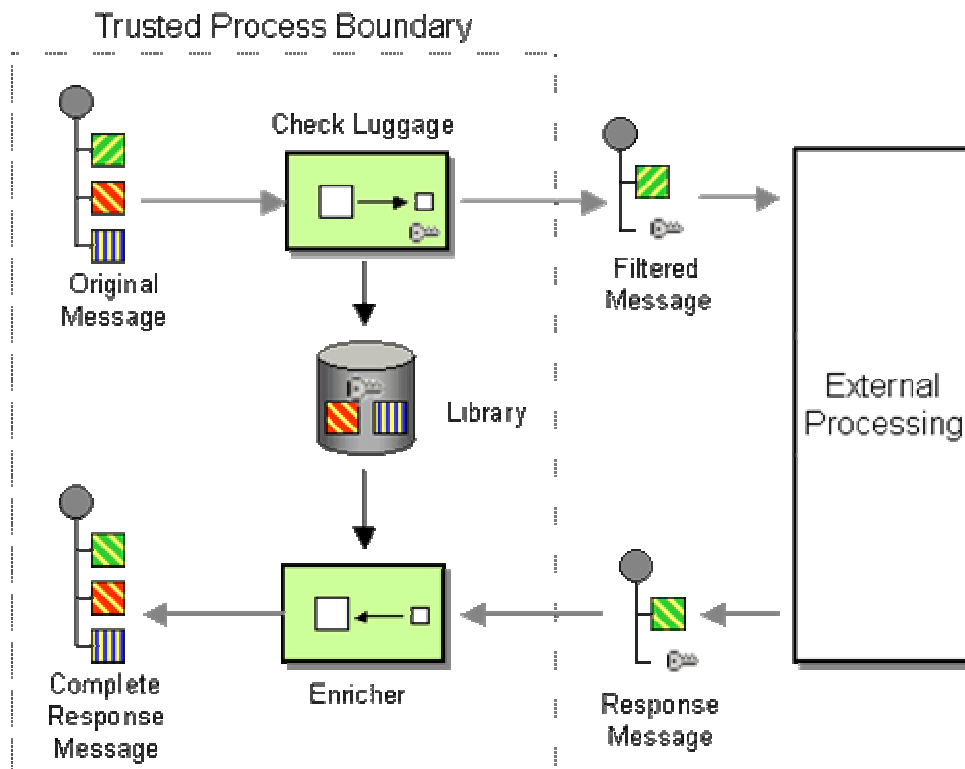 Trusted Process Boundary
Check Luggage
Original
Message
Filtered
Message
External
Processing
Library
Complete
Response
Message
Enricher
Response
Message